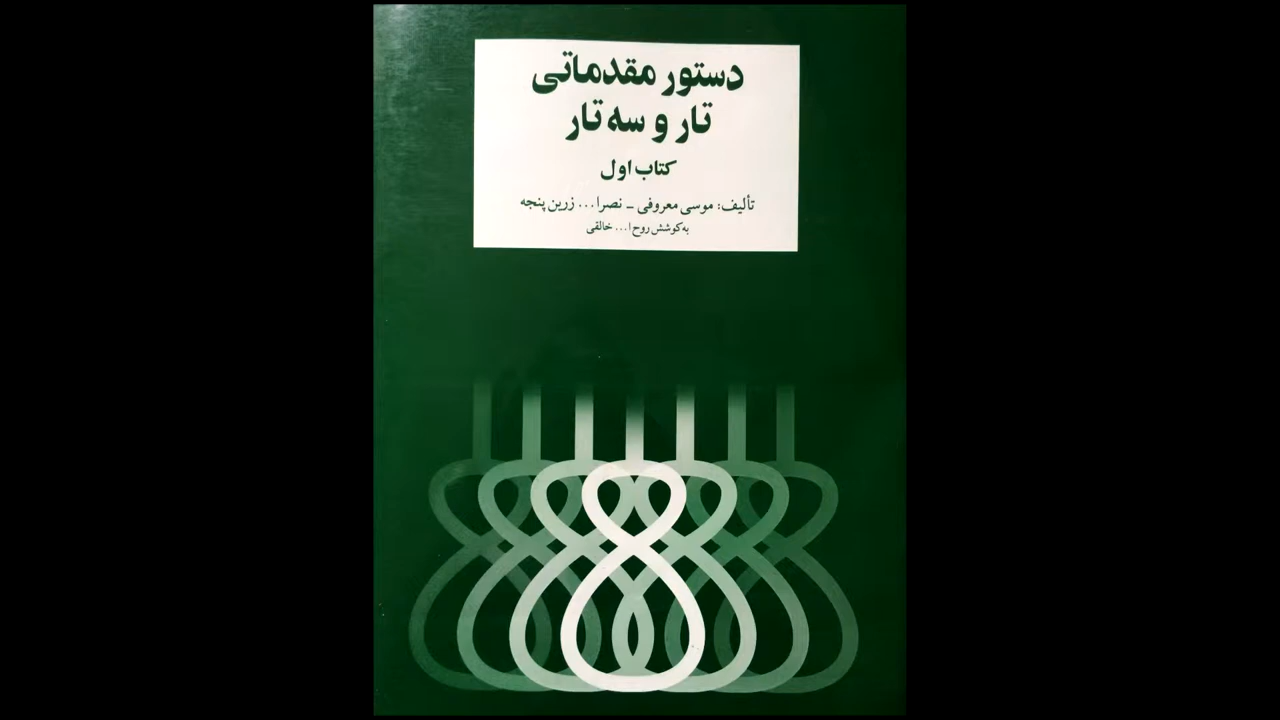 دستور مقدماتی
تار و سه تار
کتاب اول
تألیف: موسی معروفی ـ نصرا... زرین پنجه
به کوشش روح ا... خالقی